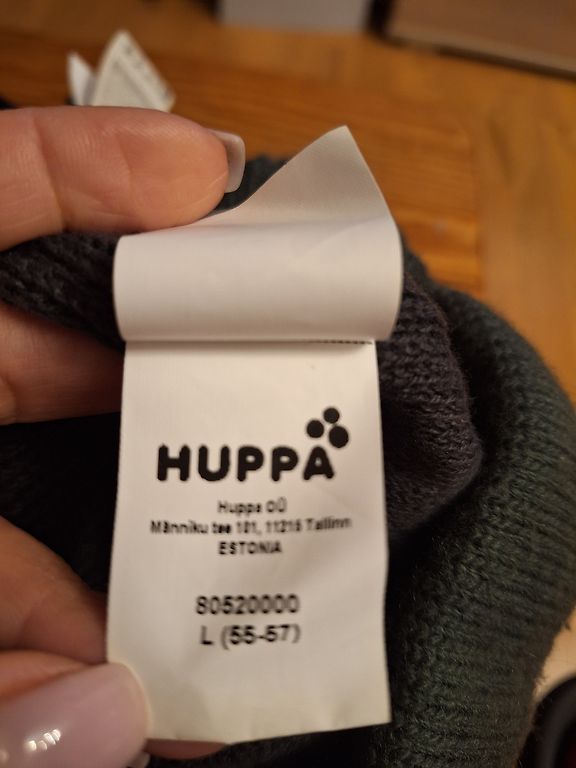 HUPPA
Huppa OÜ
Männiku tee 101, 11216 Tallinn
ESTONIA
80520000
L (55-57)